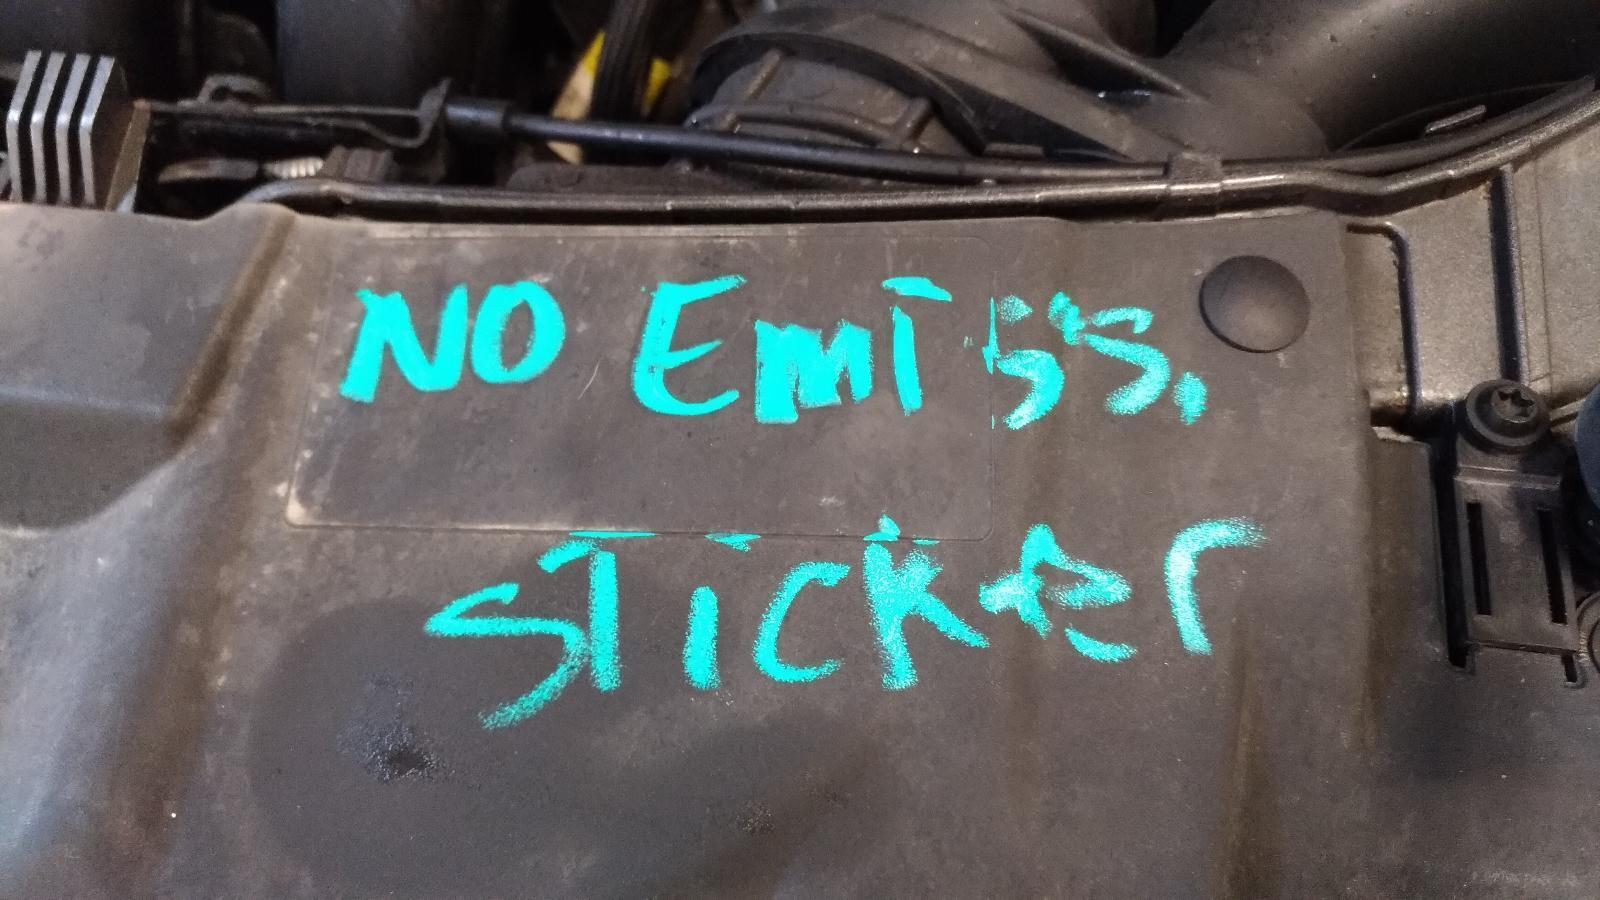 NO Emiss.
sticker